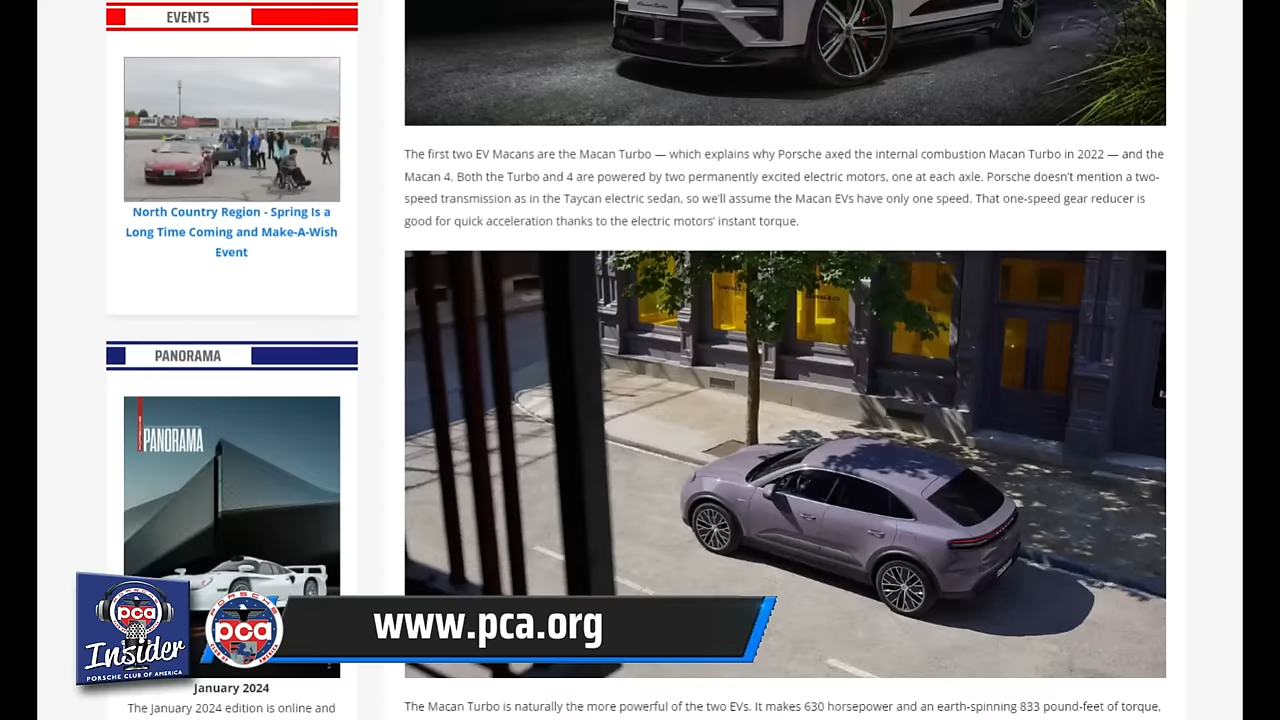 EVENTS
North Country Region - Spring Is a
Long Time Coming and Make-A-Wish
Event
PANORAMA
PANORAMA
January 2024
The January 2024 edition is online and
Macan Turbo
The first two EV Macans are the Macan Turbo — which explains why Porsche axed the internal combustion Macan Turbo in 2022 — and the
Macan 4. Both the Turbo and 4 are powered by two permanently excited electric motors, one at each axle. Porsche doesn't mention a two-
speed transmission as in the Taycan electric sedan, so we'll assume the Macan EVs have only one speed. That one-speed gear reducer is
good for quick acceleration thanks to the electric motors' instant torque.
The Macan Turbo is naturally the more powerful of the two EVs. It makes 630 horsepower and an earth-spinning 833 pound-feet of torque,
pca
Insider
PORSCHE CLUB OF AMERICA
PORSCHE
pca
CLUB OF AMERICA
www.pca.org